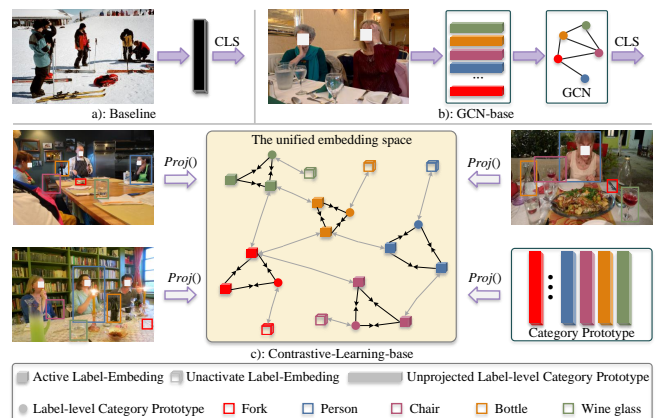 CLS
CLS
...
GCN
a): Baseline
b): GCN-base
The unified embedding space
Proj()
Proj()
Proj()
Proj()
Category Prototype
c): Contrastive-Learning-base
Active Label-Embeding
Unactivate Label-Embeding
Unprojected Label-level Category Prototype
Label-level Category Prototype
Fork
Person
Chair
Bottle
Wine glass